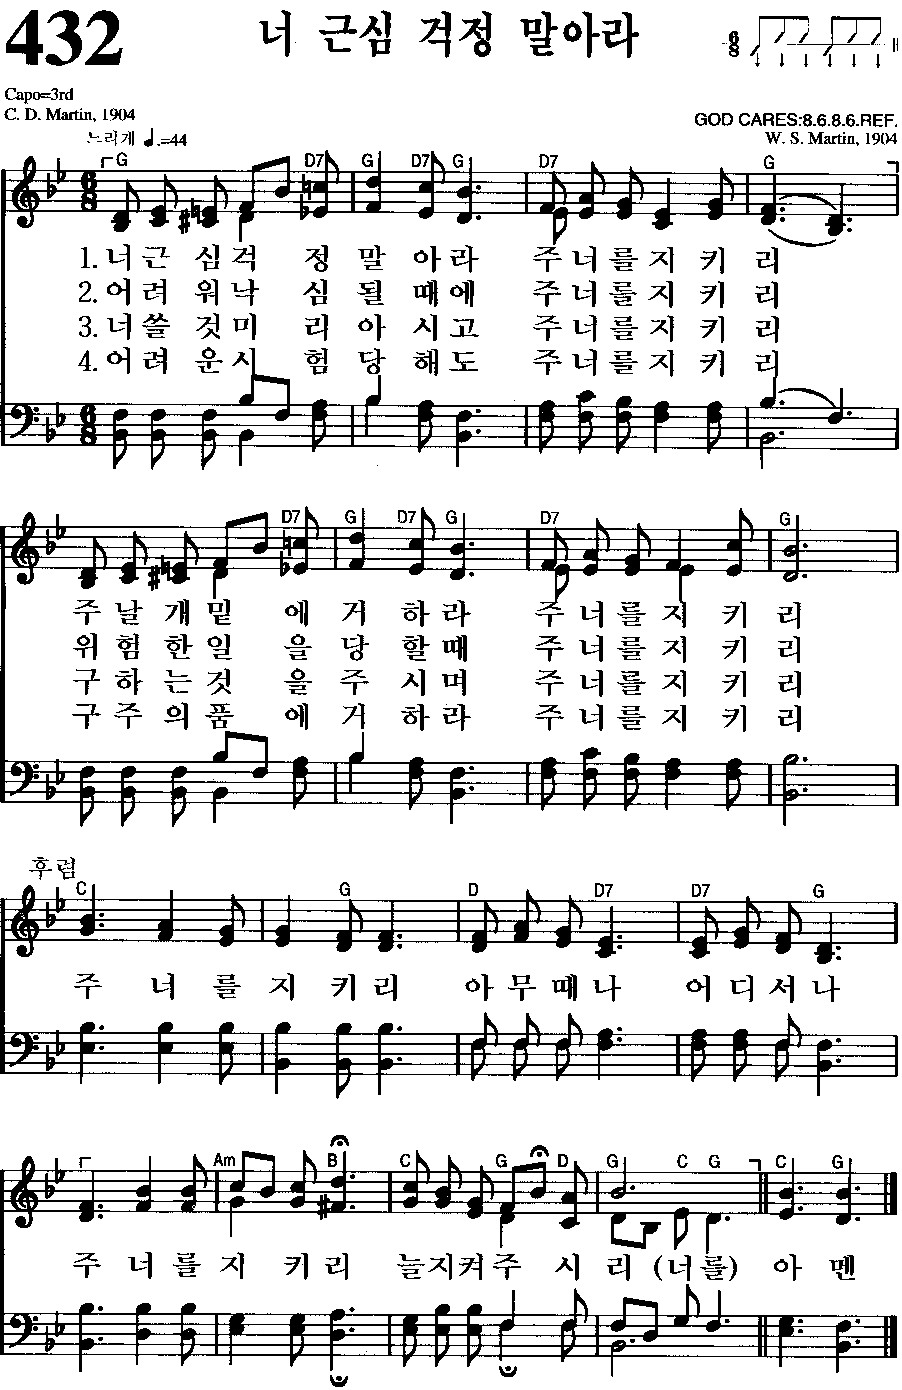 432
너 근심 걱정 말아라
6 8
Capo=3rd
C. D. Martin, 1904
GOD CARES:8.6.8.6.REF.
W. S. Martin, 1904
느리게 ♩.=44
G D7 G D7 G
1. 너 근 심 걱 정 말 아 라 주 너 를 지 키 리
2. 어 려 워 낙 심 될 때 에 주 너 를 지 키 리
3. 너 쓸 것 미 리 아 시 고 주 너 를 지 키 리
4. 어 려 운 시 험 당 해 도 주 너 를 지 키 리
D7 G D7 G D7 G
주 날 개 밑 에 거 하 라 주 너 를 지 키 리
위 험 한 일 을 당 할 때 주 너 를 지 키 리
구 하 는 것 을 주 시 며 주 너 를 지 키 리
구 주 의 품 에 거 하 라 주 너 를 지 키 리
후렴
C G D D7 D7 G
주 너 를 지 키 리 아 무 때 나 어 디 서 나
Am B C G D G C G C G
주 너 를 지 키 리 늘 지 켜 주 시 리 (너 를) 아 멘